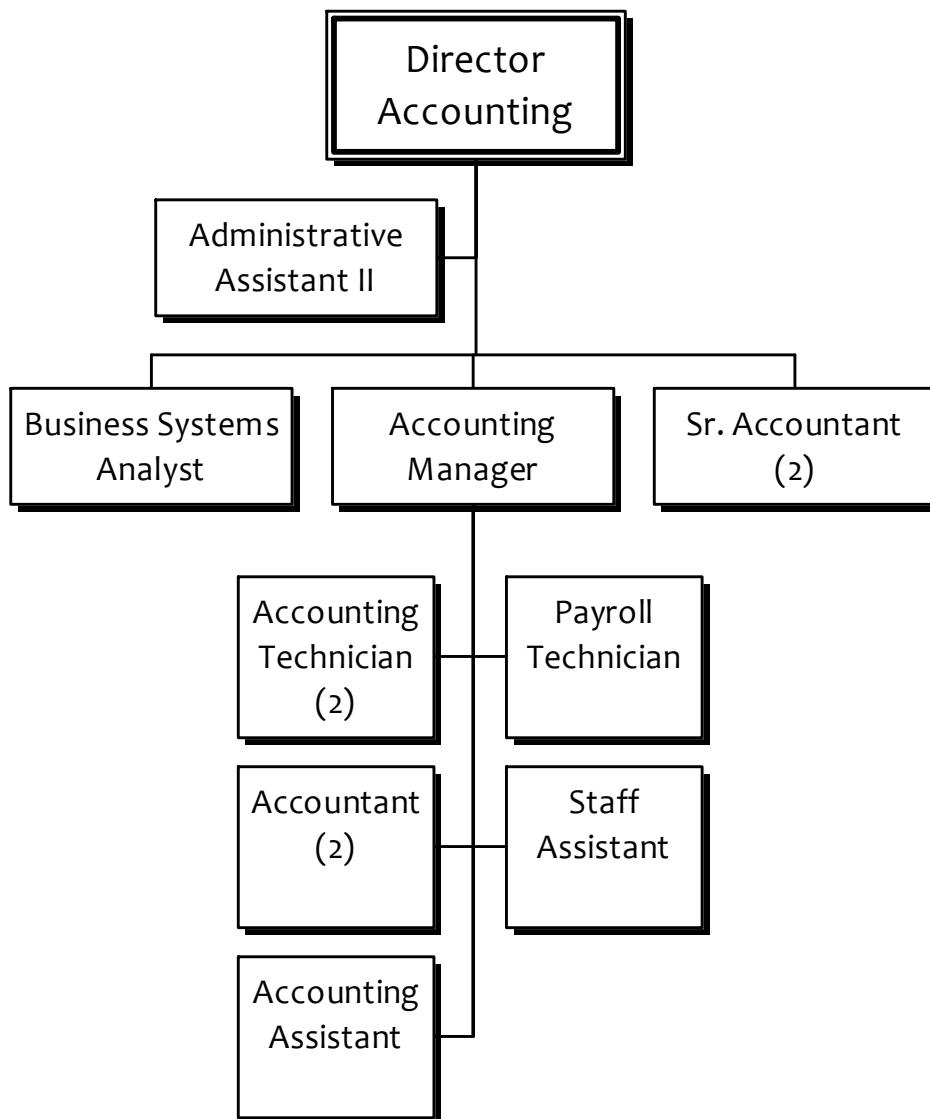 Director
Accounting
Administrative
Assistant II
Business Systems
Analyst
Accounting
Manager
Sr. Accountant
(2)
Accounting
Technician
(2)
Payroll
Technician
Accountant
(2)
Staff
Assistant
Accounting
Assistant